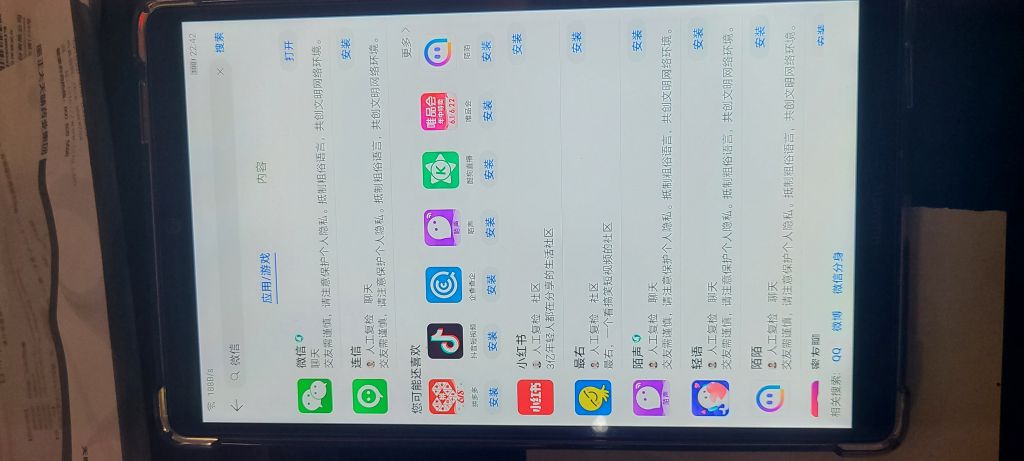 188B/s 22:42
微信 × 搜索
应用/游戏 内容
微信 打开
聊天
交友需谨慎，请注意保护个人隐私。抵制粗俗语言，共创文明网络环境。
连信 安装
人工复检 聊天
交友需谨慎，请注意保护个人隐私。抵制粗俗语言，共创文明网络环境。
您可能还喜欢 更多
拼多多 抖音短视频 企查查企 陌声 酷狗直播 唯品会 陌陌
安装 安装 安装 安装 安装 安装 安装
小红书 安装
人工复检 社区
3亿年轻人都在分享的生活社区
最右 安装
人工复检 社区
最右，一个看搞笑短视频的社区
陌声 安装
人工复检 聊天
交友需谨慎，请注意保护个人隐私。抵制粗俗语言，共创文明网络环境。
轻语 安装
人工复检 聊天
交友需谨慎，请注意保护个人隐私。抵制粗俗语言，共创文明网络环境。
陌陌 安装
人工复检 聊天
交友需谨慎，请注意保护个人隐私。抵制粗俗语言，共创文明网络环境。
相关搜索: QQ 微博 微信分身